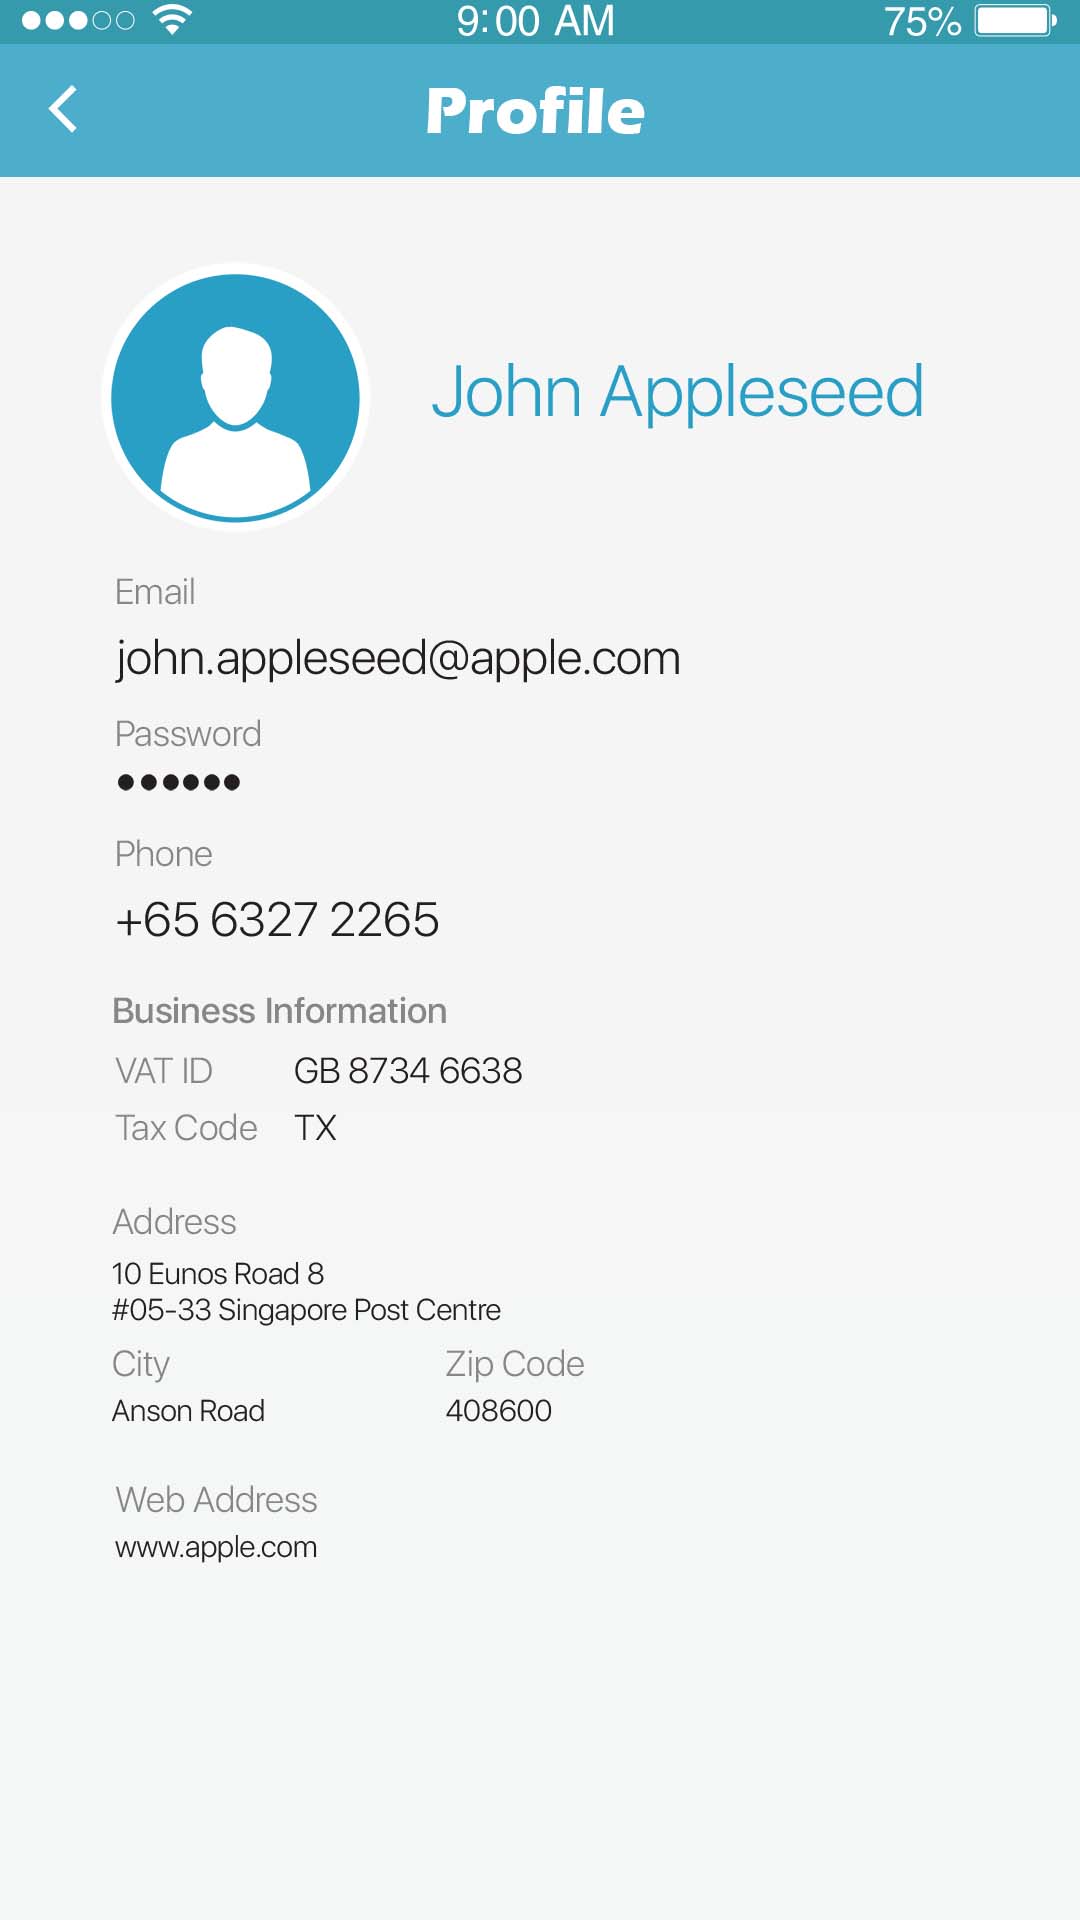 9:00 AM
75%
Profile
John Appleseed
Email
john.appleseed@apple.com
Password
●●●●●●
Phone
+65 6327 2265
Business Information
VAT ID GB 8734 6638
Tax Code TX
Address
10 Eunos Road 8
#05-33 Singapore Post Centre
City Zip Code
Anson Road 408600
Web Address
www.apple.com